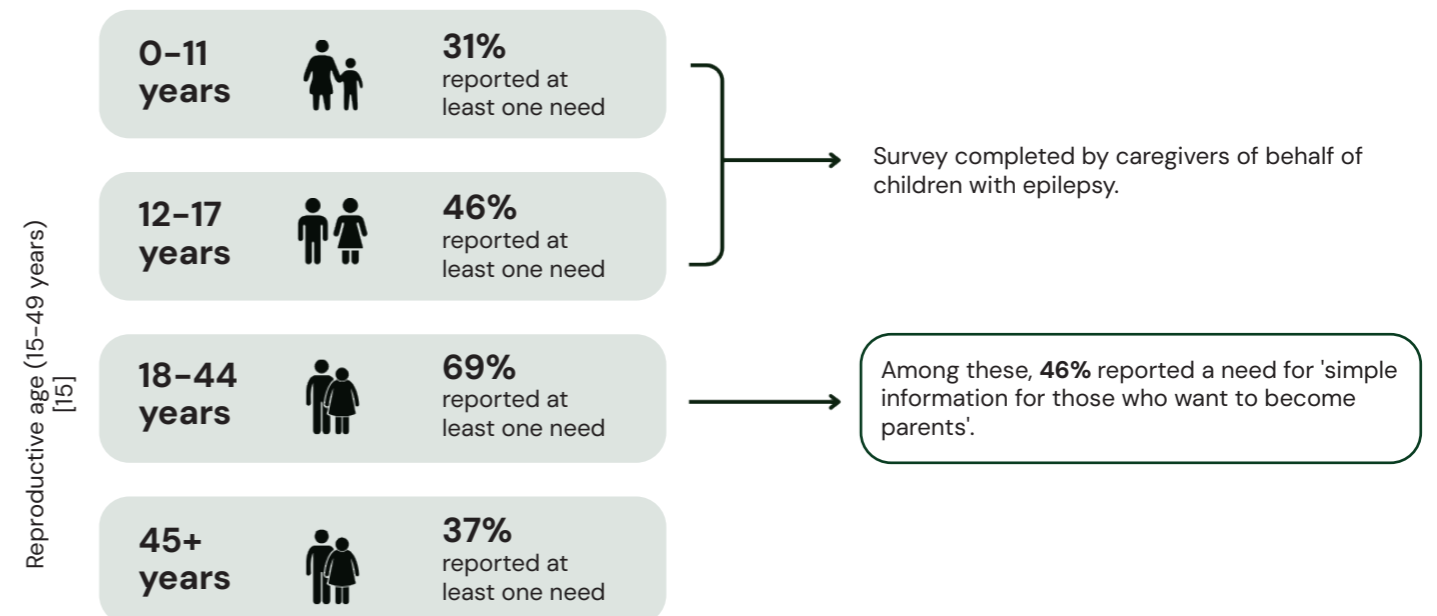 0-11
years
31%
reported at
least one need
12-17
years
46%
reported at
least one need
Survey completed by caregivers of behalf of
children with epilepsy.
Reproductive age (15-49 years)
[15]
18-44
years
69%
reported at
least one need
Among these, 46% reported a need for 'simple
information for those who want to become
parents'.
45+
years
37%
reported at
least one need